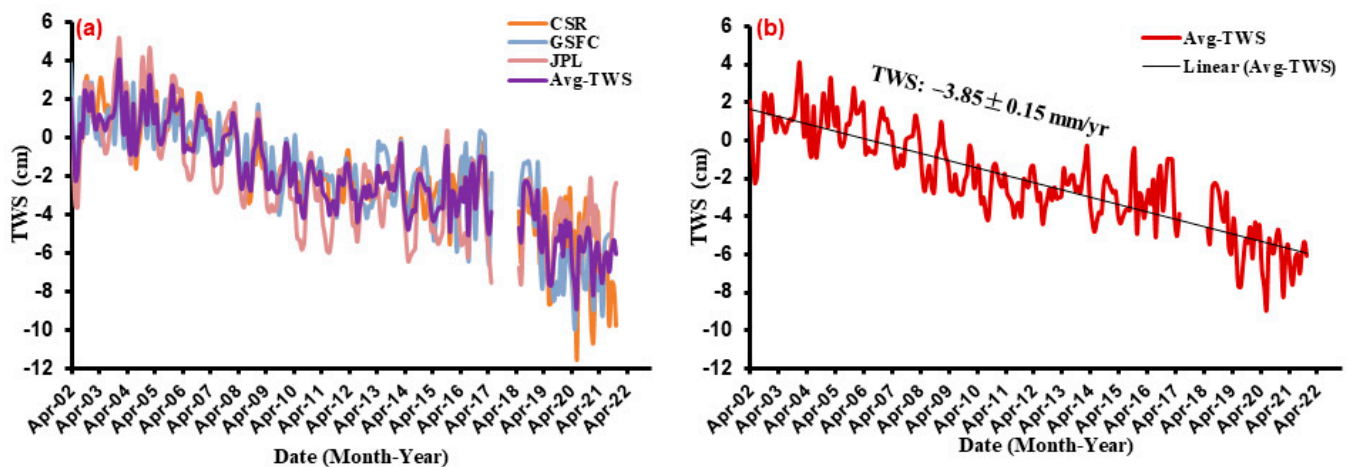 (a)
CSR
GSFC
JPL
Avg-TWS
6
4
2
0
-2
-4
-6
-8
-10
-12
TWS (cm)
Apr-02
Apr-03
Apr-04
Apr-05
Apr-06
Apr-07
Apr-08
Apr-09
Apr-10
Apr-11
Apr-12
Apr-13
Apr-14
Apr-15
Apr-16
Apr-17
Apr-18
Apr-19
Apr-20
Apr-21
Apr-22
Date (Month-Year)
(b)
Avg-TWS
Linear (Avg-TWS)
TWS: −3.85± 0.15 mm/yr
6
4
2
0
-2
-4
-6
-8
-10
-12
TWS (cm)
Apr-02
Apr-03
Apr-04
Apr-05
Apr-06
Apr-07
Apr-08
Apr-09
Apr-10
Apr-11
Apr-12
Apr-13
Apr-14
Apr-15
Apr-16
Apr-17
Apr-18
Apr-19
Apr-20
Apr-21
Apr-22
Date (Month-Year)